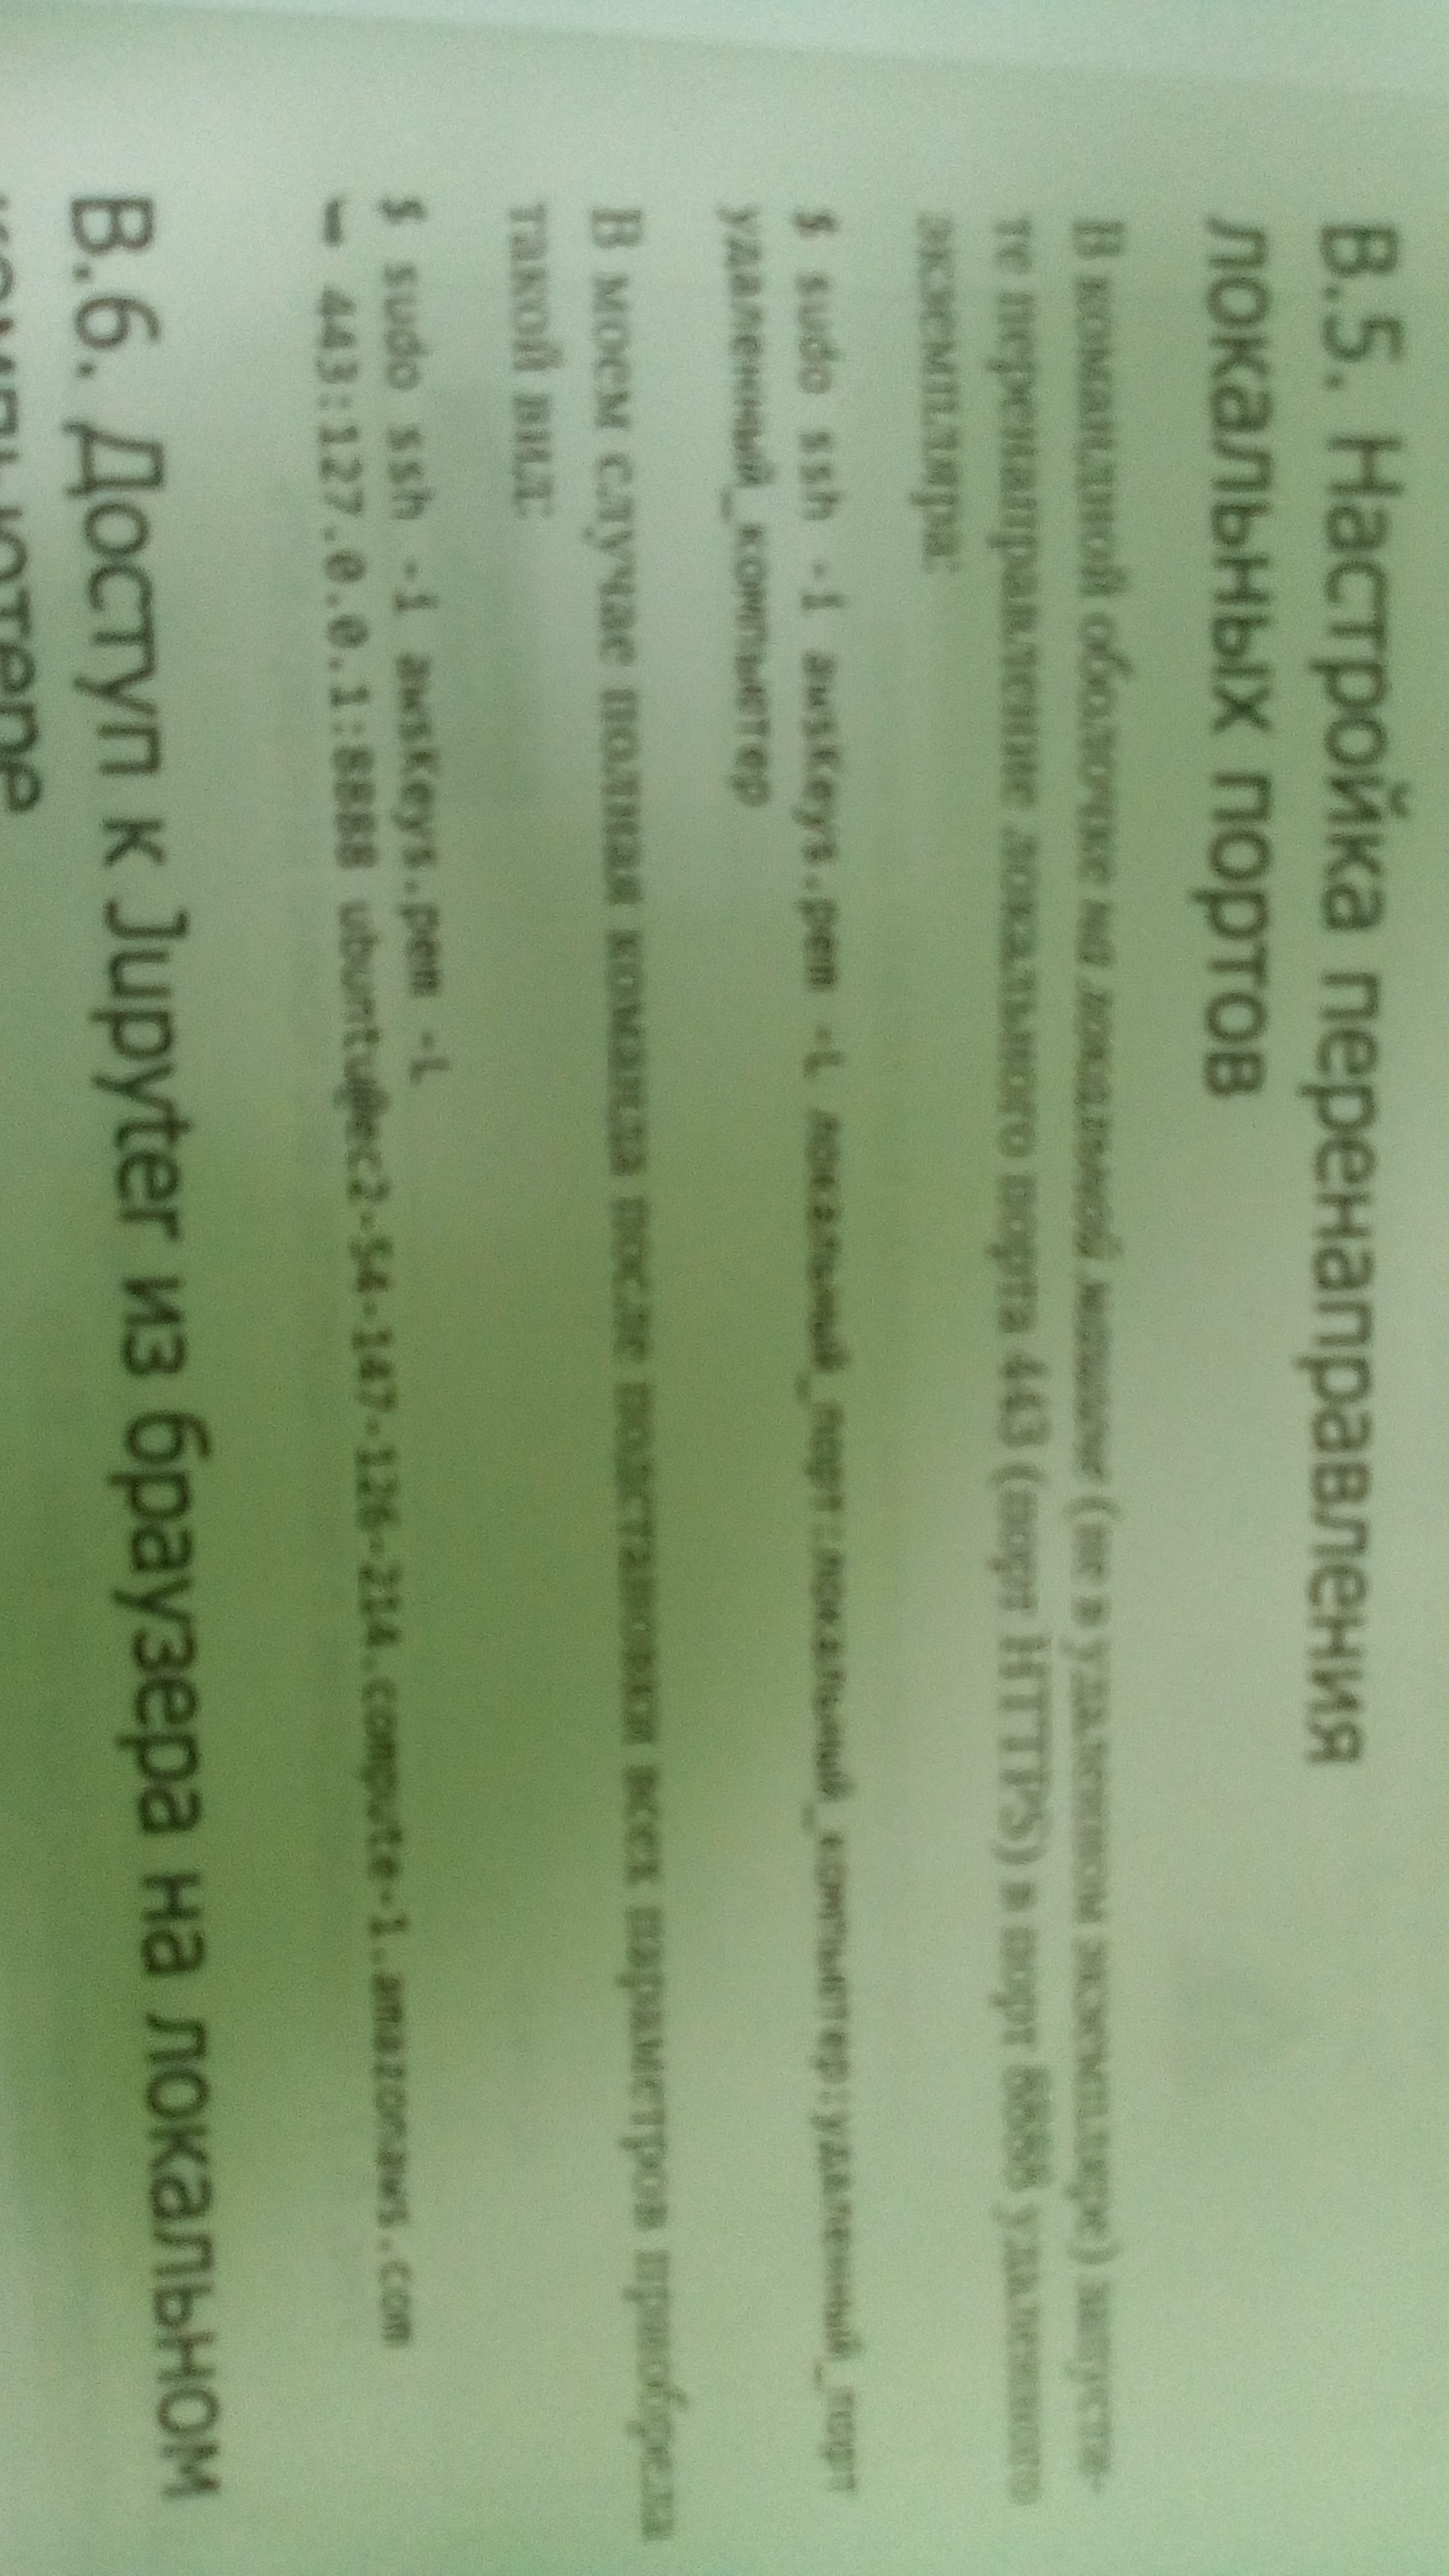 В.5. Настройка перенаправления
локальных портов
В командной оболочке на локальной машине (не в удаленном экземпляре) запусти-
те перенаправление локального порта 443 (порт HTTPS) в порт 8888 удаленного
экземпляра:
$ sudo ssh -i awsKeys.pem -L локальный_порт:локальный_компьютер:удаленный_порт
удаленный_компьютер
В моем случае полная команда после подстановки всех параметров приобрела
такой вид:
$ sudo ssh -i awsKeys.pem -L
➥ 443:127.0.0.1:8888 ubuntu@ec2-54-147-126-214.compute-1.amazonaws.com
В.6. Доступ к Jupyter из браузера на локальном
компьютере